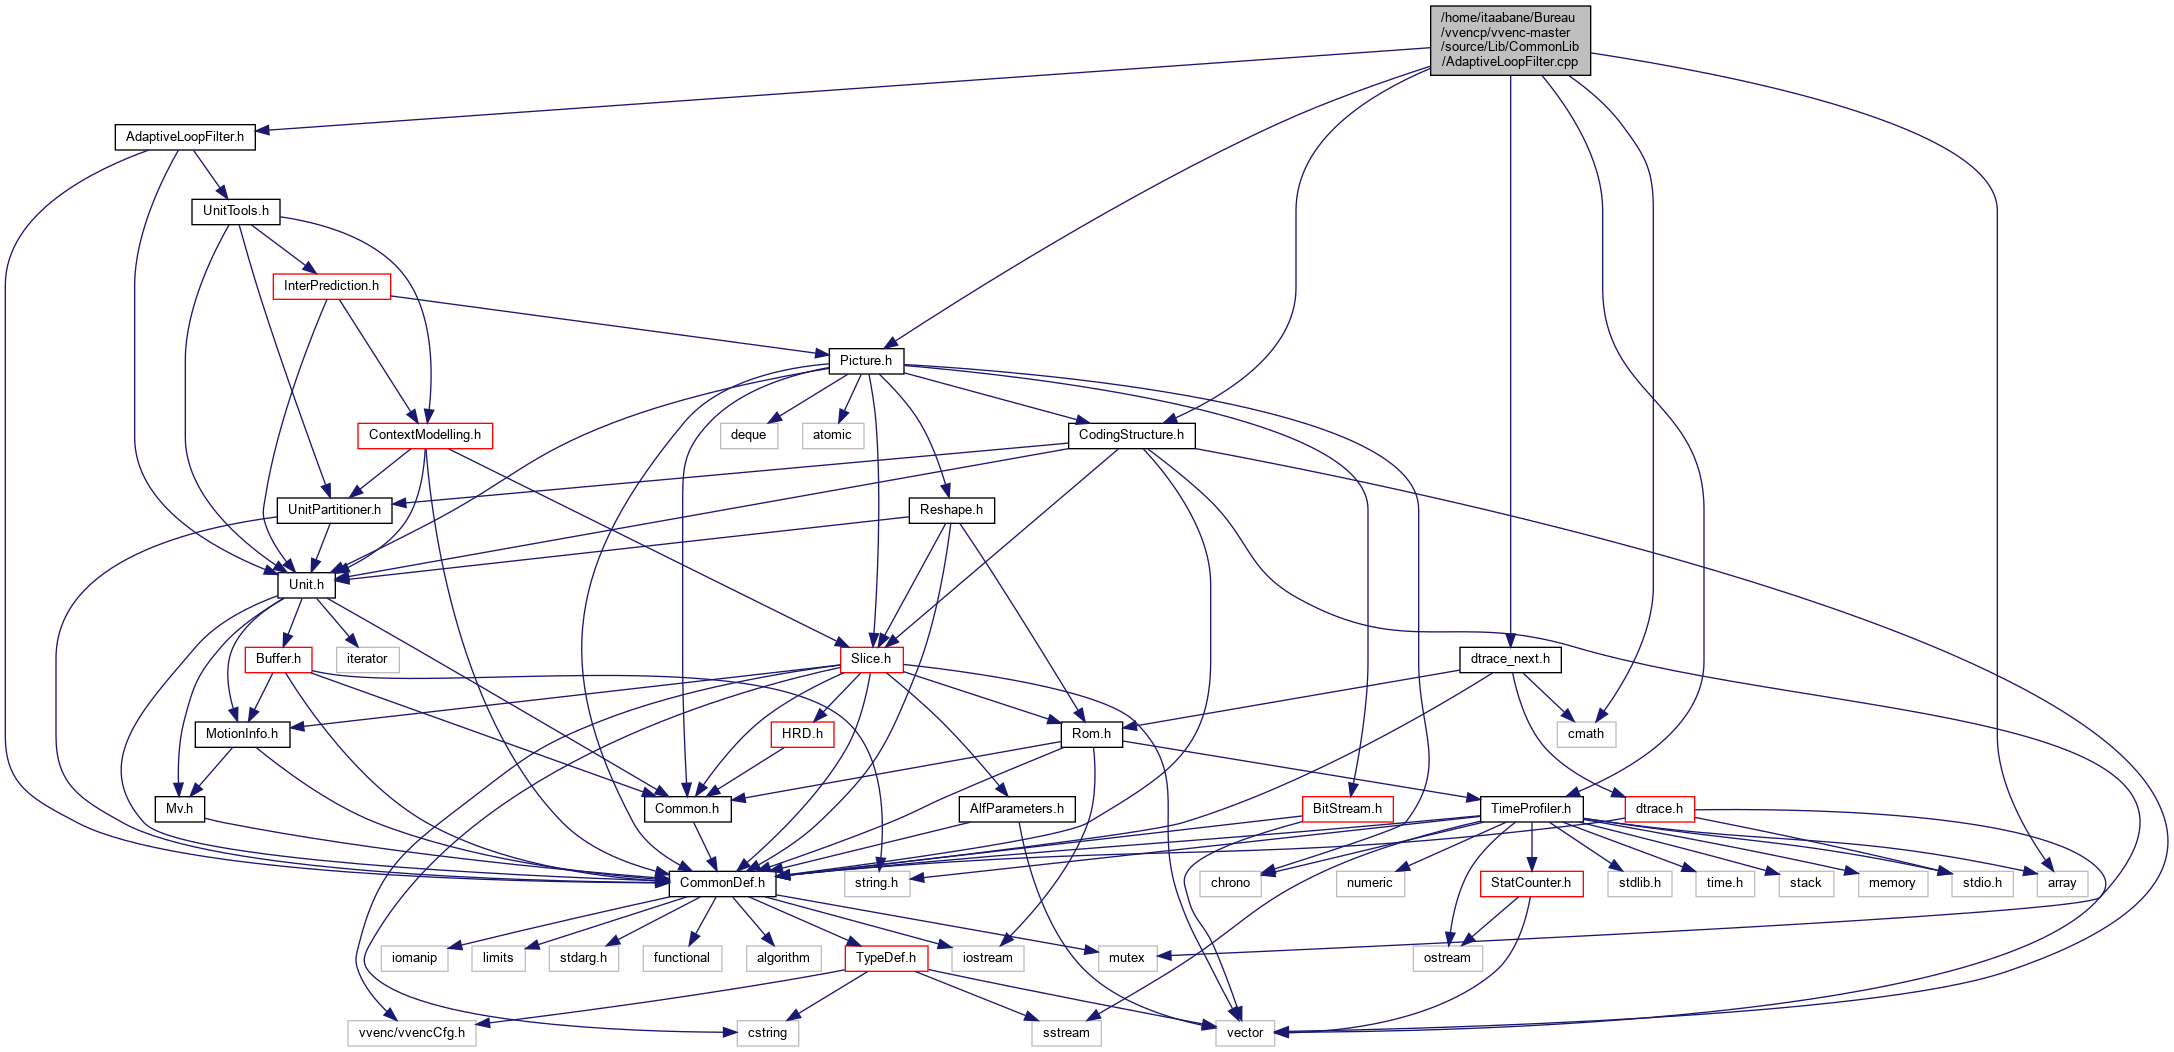 /home/itaabane/Bureau
/vvencp/vvenc-master
/source/Lib/CommonLib
/AdaptiveLoopFilter.cpp
AdaptiveLoopFilter.h
UnitTools.h
InterPrediction.h
Picture.h
ContextModelling.h
deque
atomic
CodingStructure.h
UnitPartitioner.h
Reshape.h
Unit.h
Buffer.h
iterator
Slice.h
dtrace_next.h
MotionInfo.h
HRD.h
Rom.h
cmath
Mv.h
Common.h
AlfParameters.h
BitStream.h
TimeProfiler.h
dtrace.h
CommonDef.h
string.h
chrono
numeric
StatCounter.h
stdlib.h
time.h
stack
memory
stdio.h
array
iomanip
limits
stdarg.h
functional
algorithm
TypeDef.h
iostream
mutex
ostream
vvenc/vvencCfg.h
cstring
sstream
vector